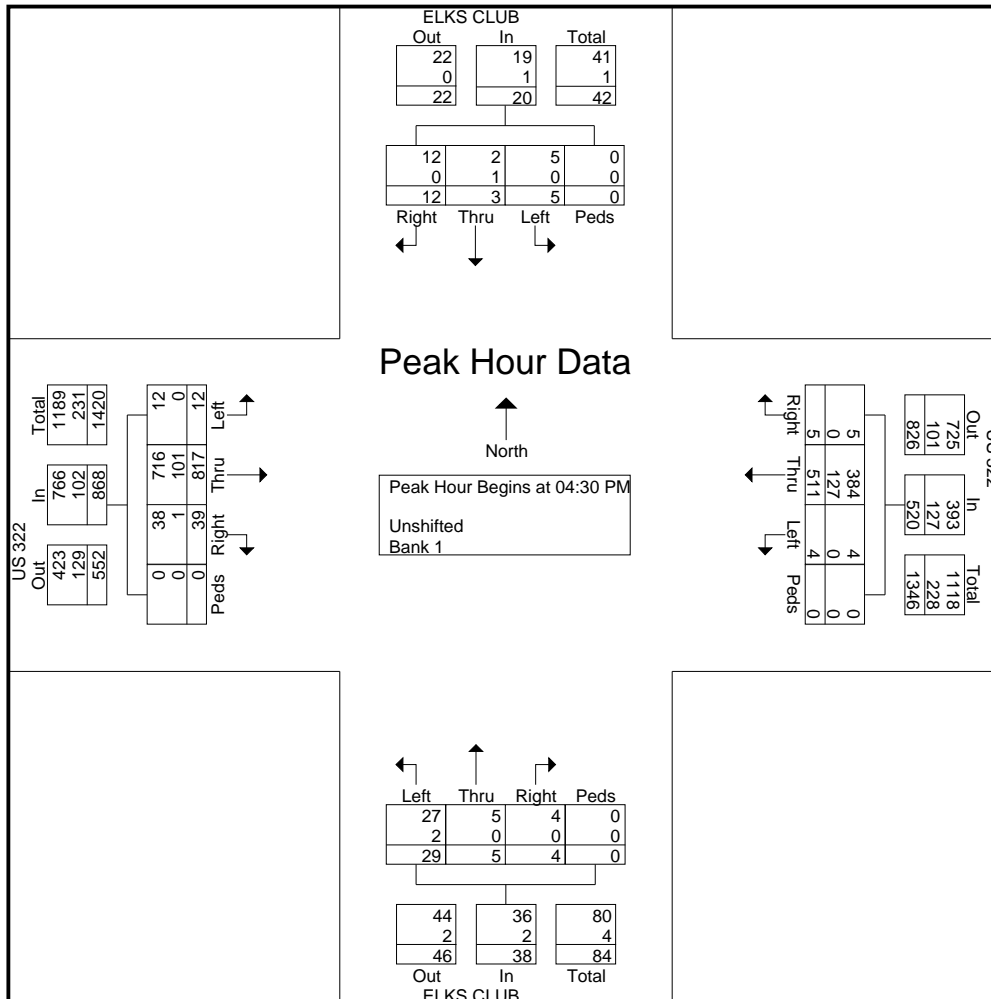 ELKS CLUB
Out In Total
22 19 41
0 1 1
22 20 42
12 2 5 0
0 1 0 0
12 3 5 0
Right Thru Left Peds
Peak Hour Data
North
Peak Hour Begins at 04:30 PM
Unshifted
Bank 1
US 322
Out In Total
423 766 1189
129 102 231
552 868 1420
Peds Right Thru Left
0 38 716 12
0 1 101 0
0 39 817 12
US 322
Out In Total
725 393 1118
101 127 228
826 520 1346
5 384 4 0
0 127 0 0
5 511 4 0
Right Thru Left Peds
Left Thru Right Peds
27 5 4 0
2 0 0 0
29 5 4 0
44 36 80
2 2 4
46 38 84
Out In Total
ELKS CLUB